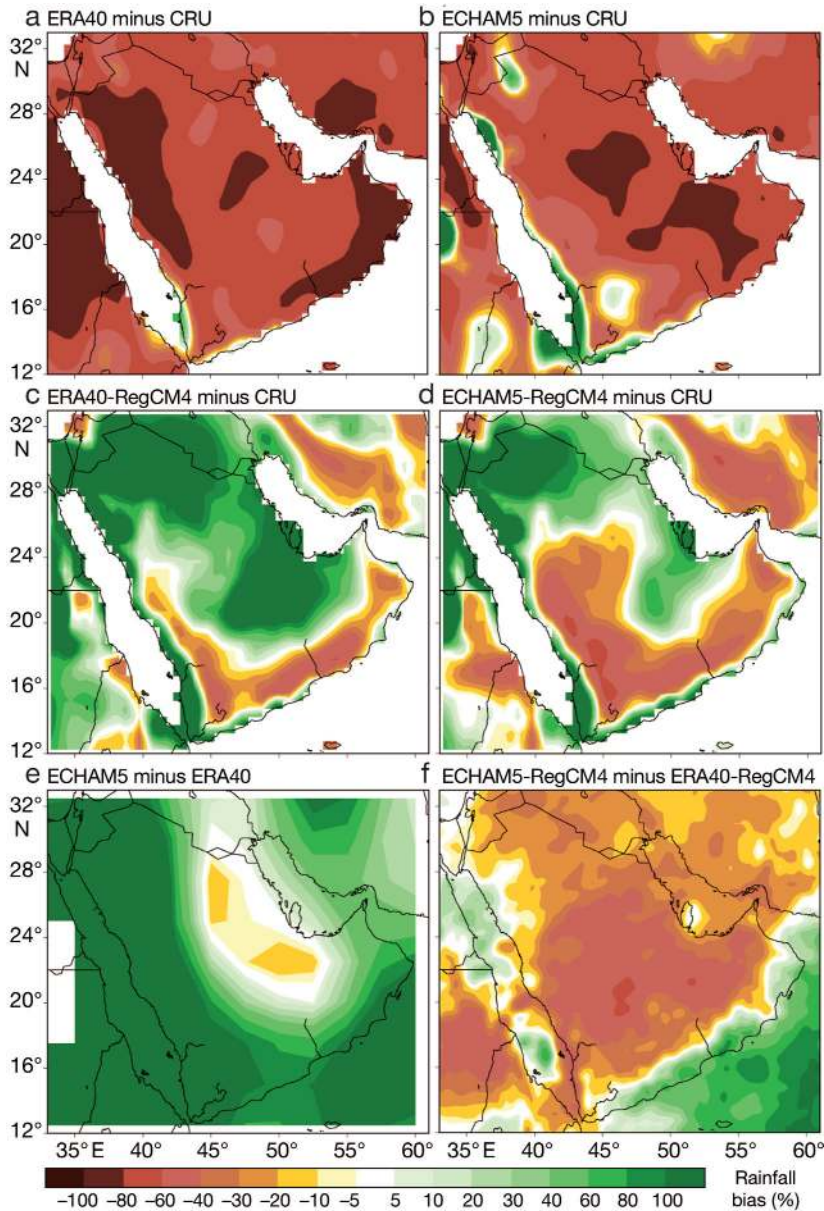 a ERA40 minus CRU
b ECHAM5 minus CRU
32°
N
28°
24°
20°
16°
12°
c ERA40-RegCM4 minus CRU
d ECHAM5-RegCM4 minus CRU
32°
N
28°
24°
20°
16°
12°
e ECHAM5 minus ERA40
f ECHAM5-RegCM4 minus ERA40-RegCM4
32°
N
28°
24°
20°
16°
12°
35° E 40° 45° 50° 55° 60° 35° E 40° 45° 50° 55° 60°
–100 –80 –60 –40 –30 –20 –10 –5 5 10 20 30 40 60 80 100
Rainfall
bias (%)